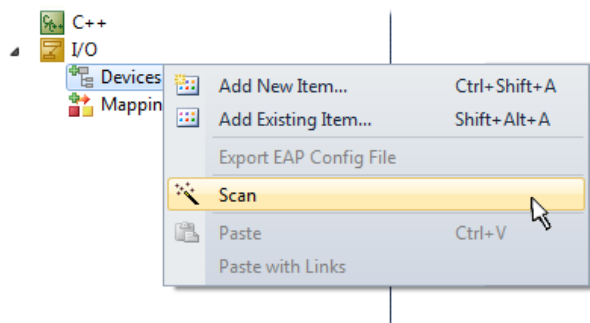 C++
I/O
Devices
Mappin
Add New Item... Ctrl+Shift+A
Add Existing Item... Shift+Alt+A
Export EAP Config File
Scan
Paste Ctrl+V
Paste with Links